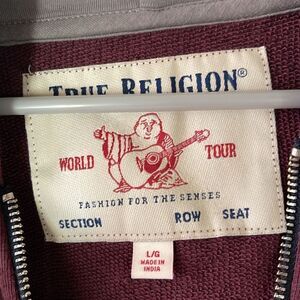 TRUE RELIGION®
WORLD TOUR
FASHION FOR THE SENSES
SECTION ROW SEAT
L/G
MADE IN
INDIA